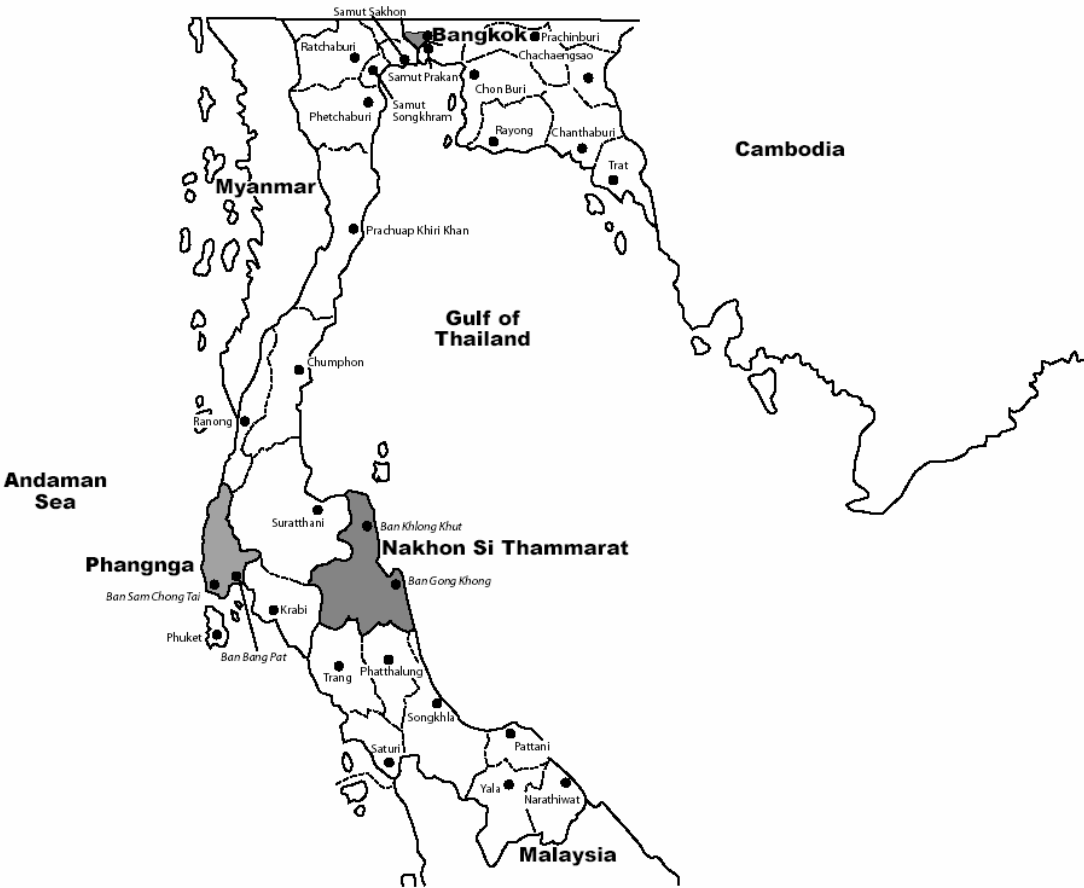 Samut Sakhon
Bangkok
Prachinburi
Ratchaburi
Chachaengsao
Samut Prakan
Chon Buri
Samut
Songkhram
Phetchaburi
Rayong
Chanthaburi
Cambodia
Trat
Myanmar
Prachuap Khiri Khan
Gulf of
Thailand
Chumphon
Ranong
Andaman
Sea
Suratthani
Ban Khlong Khut
Nakhon Si Thammarat
Phangnga
Ban Gong Khong
Ban Sam Chong Tai
Krabi
Phuket
Ban Bang Pat
Trang
Phatthalung
Songkhla
Saturi
Pattani
Yala
Narathiwat
Malaysia